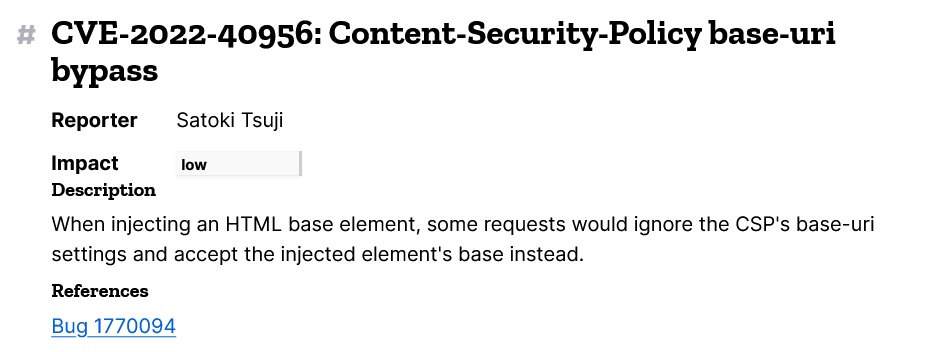 # CVE-2022-40956: Content-Security-Policy base-uri
bypass
Reporter Satoki Tsuji
Impact low
Description
When injecting an HTML base element, some requests would ignore the CSP's base-uri
settings and accept the injected element's base instead.
References
Bug 1770094